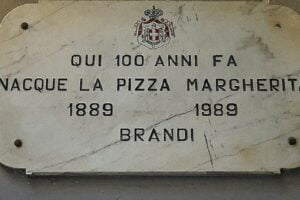 QUI 100 ANNI FA
NACQUE LA PIZZA MARGHERITA
1889 1989
BRANDI